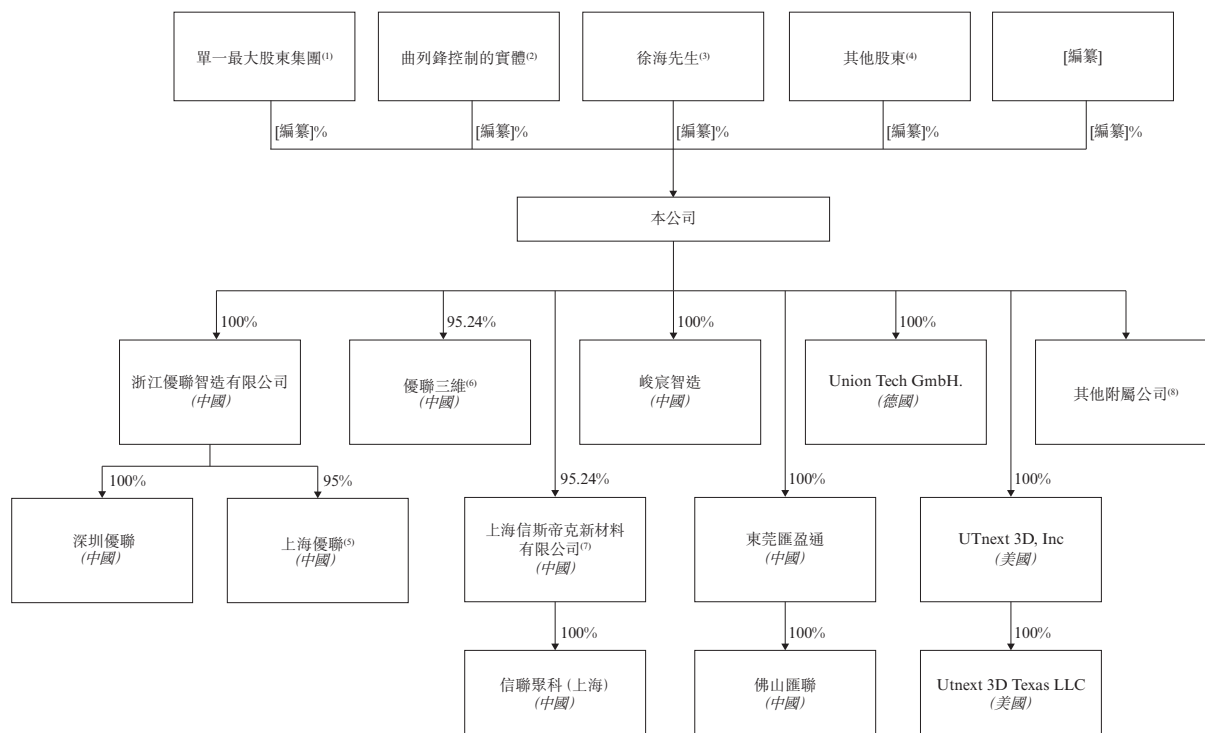 單一最大股東集團(1)
曲列鋒控制的實體(2)
徐海先生(3)
其他股東(4)
[編纂]
[編纂]%
[編纂]%
[編纂]%
[編纂]%
[編纂]%
本公司
100%
95.24%
100%
100%
浙江優聯智造有限公司
(中國)
優聯三維(6)
(中國)
峻宸智造
(中國)
Union Tech GmbH.
(德國)
其他附屬公司(8)
100%
95%
95.24%
100%
100%
深圳優聯
(中國)
上海優聯(5)
(中國)
上海信斯帝克新材料
有限公司(7)
(中國)
東莞匯盈通
(中國)
UTnext 3D, Inc
(美國)
100%
100%
100%
信聯聚科 (上海)
(中國)
佛山匯聯
(中國)
Utnext 3D Texas LLC
(美國)